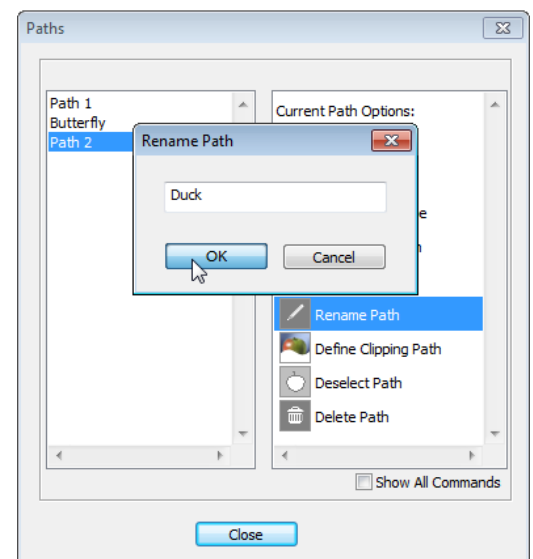 Paths
Path 1
Butterfly
Path 2
Current Path Options:
Rename Path
Duck
OK
Cancel
Rename Path
Define Clipping Path
Deselect Path
Delete Path
Show All Commands
Close